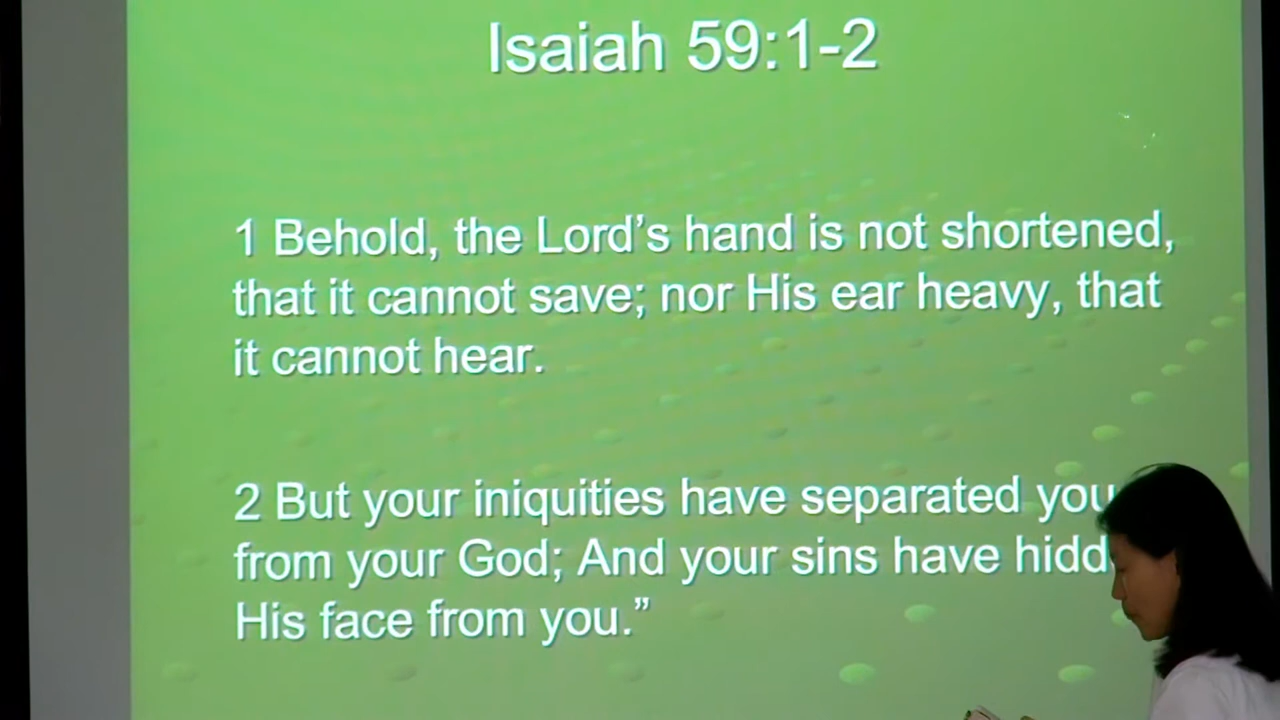 Isaiah 59:1-2
1 Behold, the Lord’s hand is not shortened,
that it cannot save; nor His ear heavy, that
it cannot hear.
2 But your iniquities have separated you
from your God; And your sins have
His face from you.”